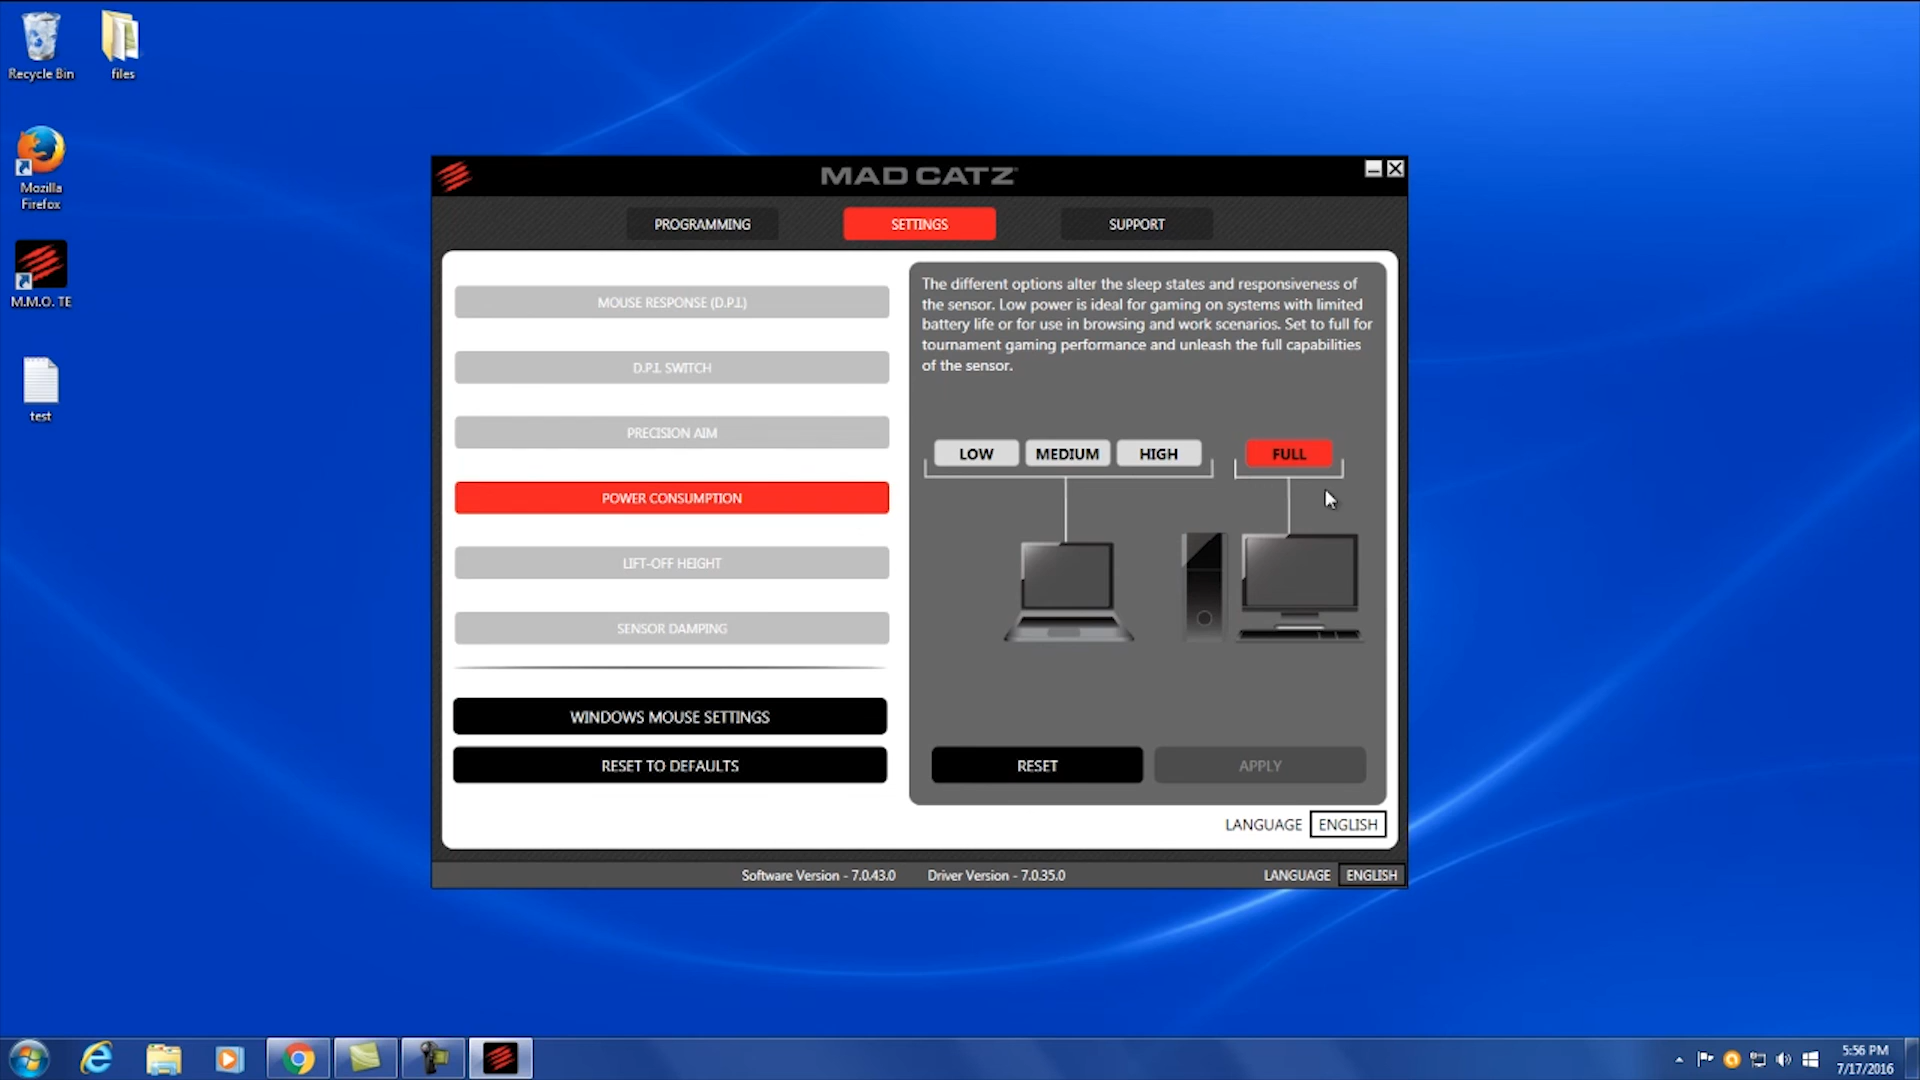 Recycle Bin
files
Mozilla
Firefox
M.M.O. TE
test
MAD CATZ
PROGRAMMING
SETTINGS
SUPPORT
MOUSE RESPONSE (D.P.I.)
D.P.I. SWITCH
PRECISION AIM
POWER CONSUMPTION
LIFT-OFF HEIGHT
SENSOR DAMPING
WINDOWS MOUSE SETTINGS
RESET TO DEFAULTS
The different options alter the sleep states and responsiveness of
the sensor. Low power is ideal for gaming on systems with limited
battery life or for use in browsing and work scenarios. Set to full for
tournament gaming performance and unleash the full capabilities
of the sensor.
LOW MEDIUM HIGH FULL
RESET APPLY
LANGUAGE ENGLISH
Software Version - 7.0.43.0 Driver Version - 7.0.35.0 LANGUAGE ENGLISH
5:56 PM
7/17/2016